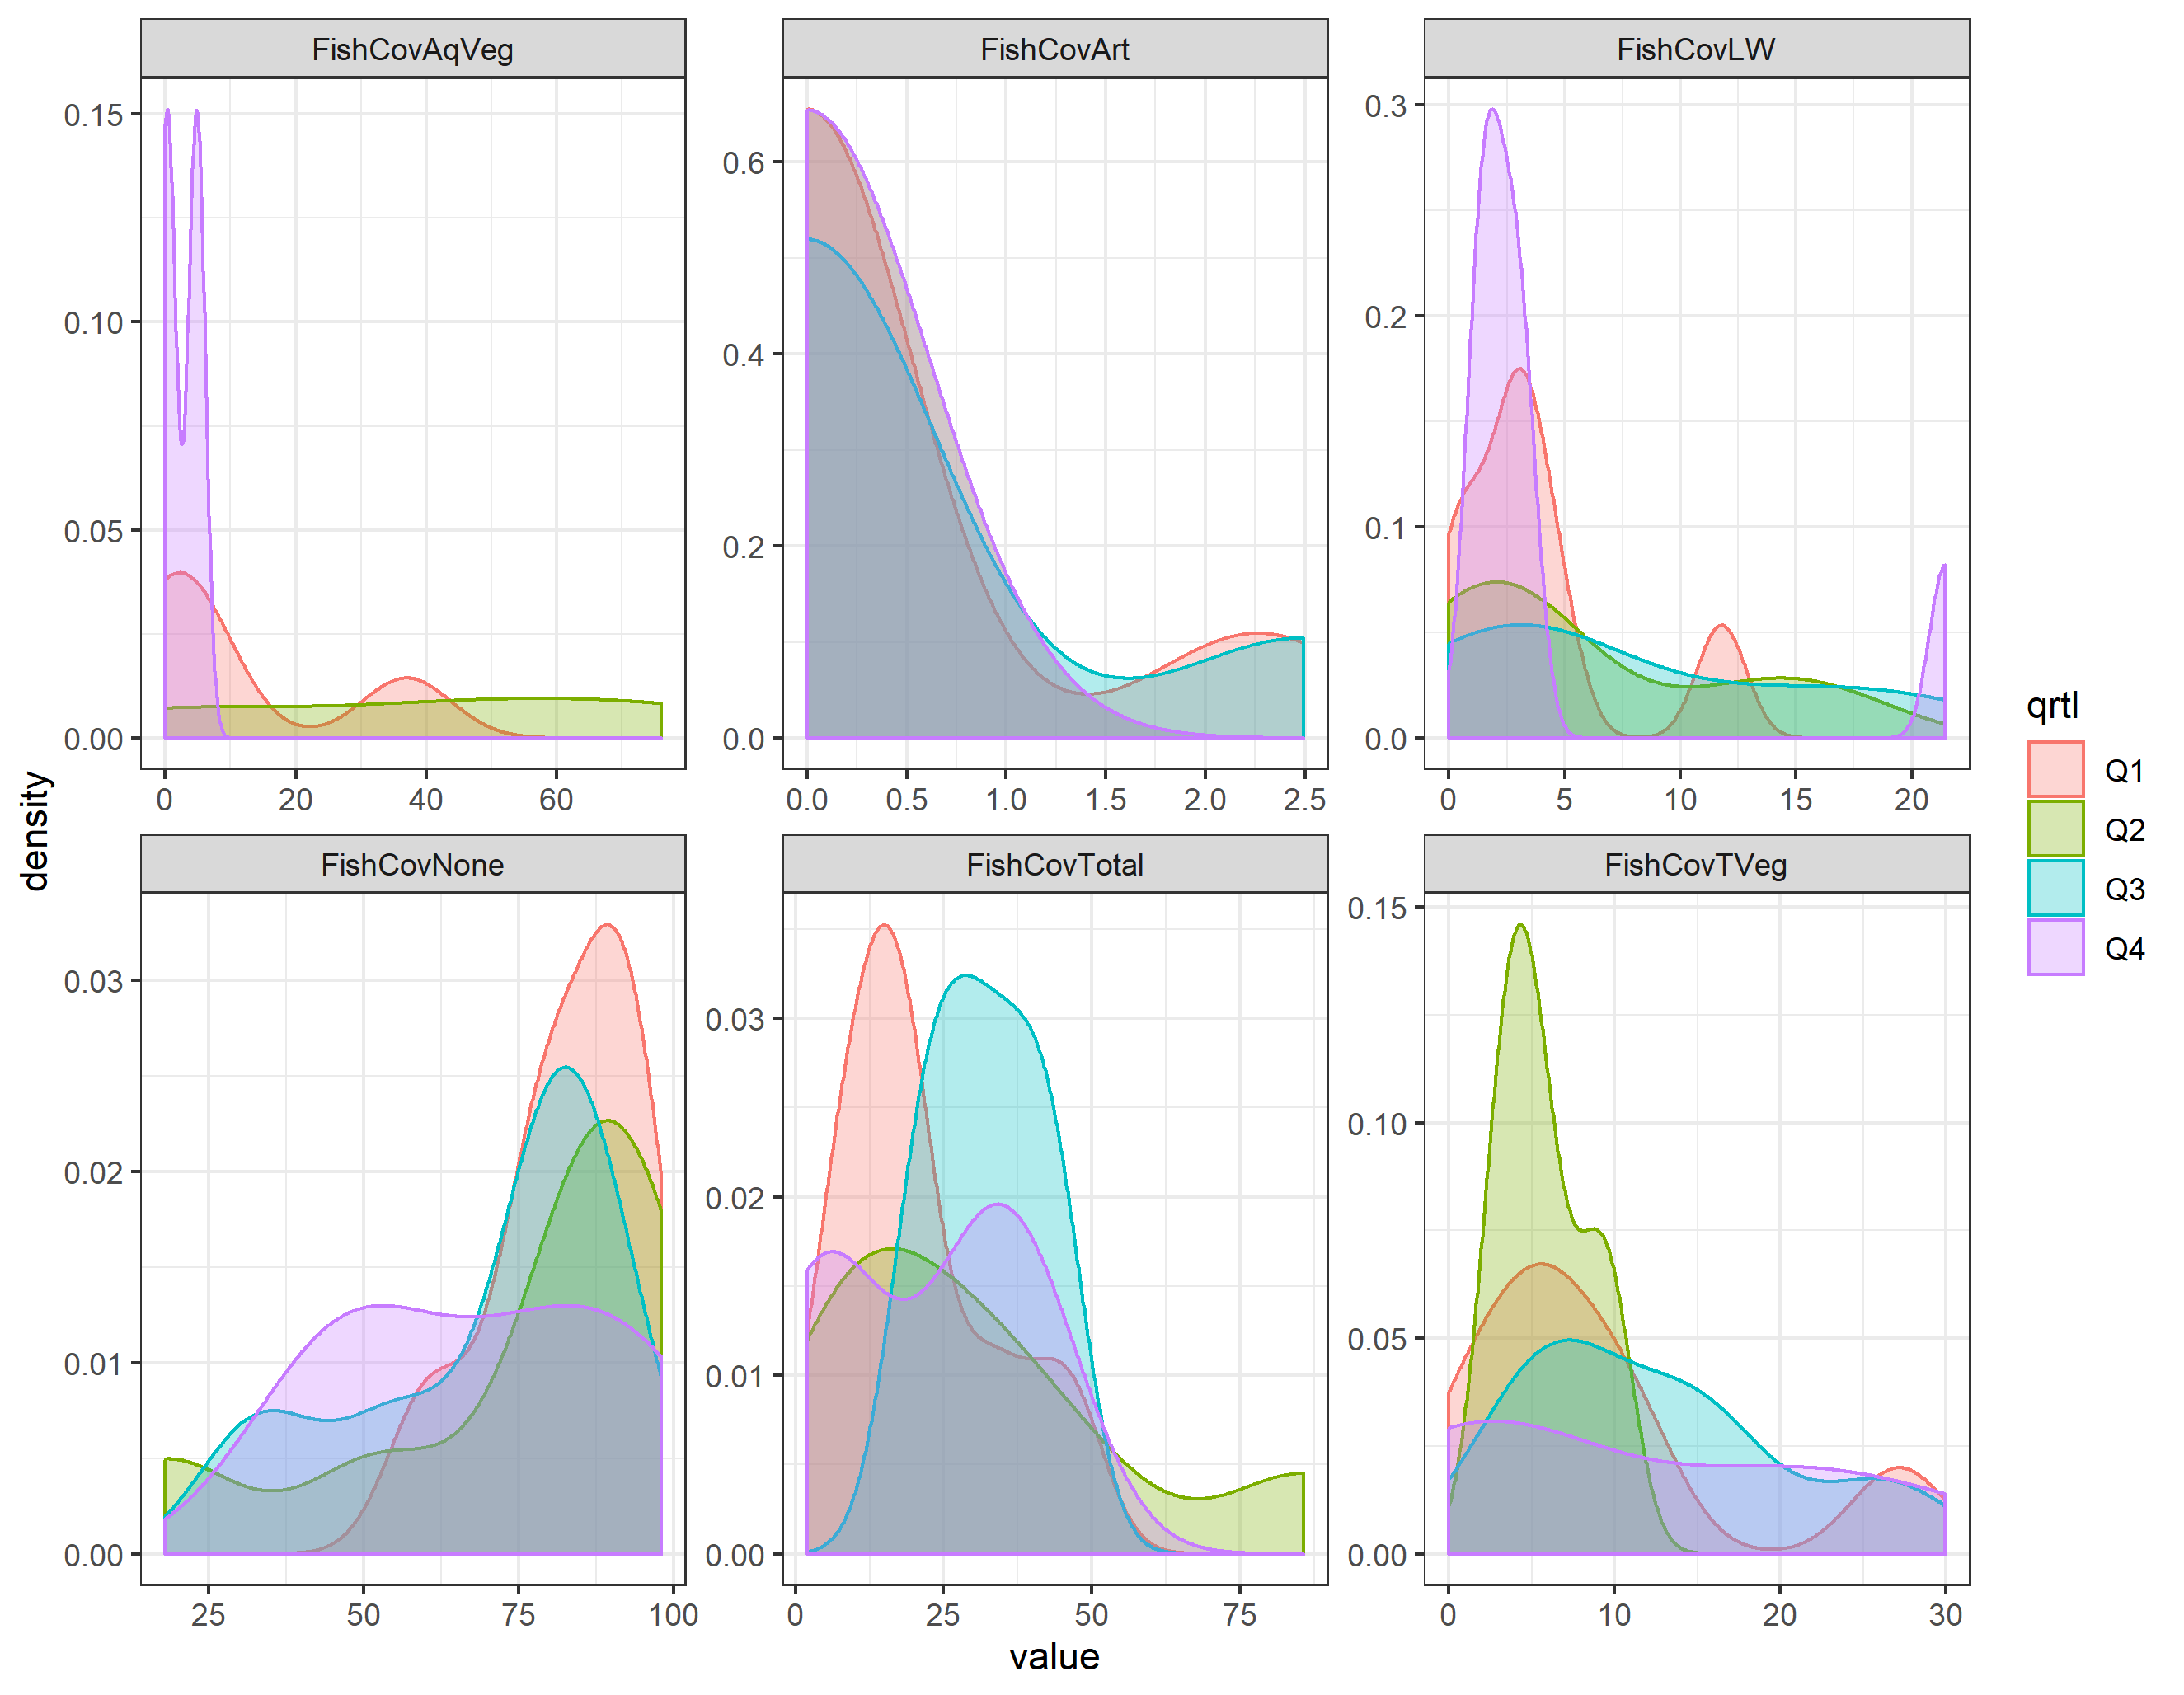 FishCovAqVeg
FishCovArt
FishCovLW
0.15
0.10
0.05
0.00
0 20 40 60
0.6
0.4
0.2
0.0
0.0 0.5 1.0 1.5 2.0 2.5
0.3
0.2
0.1
0.0
0 5 10 15 20
FishCovNone
FishCovTotal
FishCovTVeg
0.03
0.02
0.01
0.00
25 50 75 100
0.03
0.02
0.01
0.00
0 25 50 75
0.15
0.10
0.05
0.00
0 10 20 30
density
value
qrtl
Q1
Q2
Q3
Q4